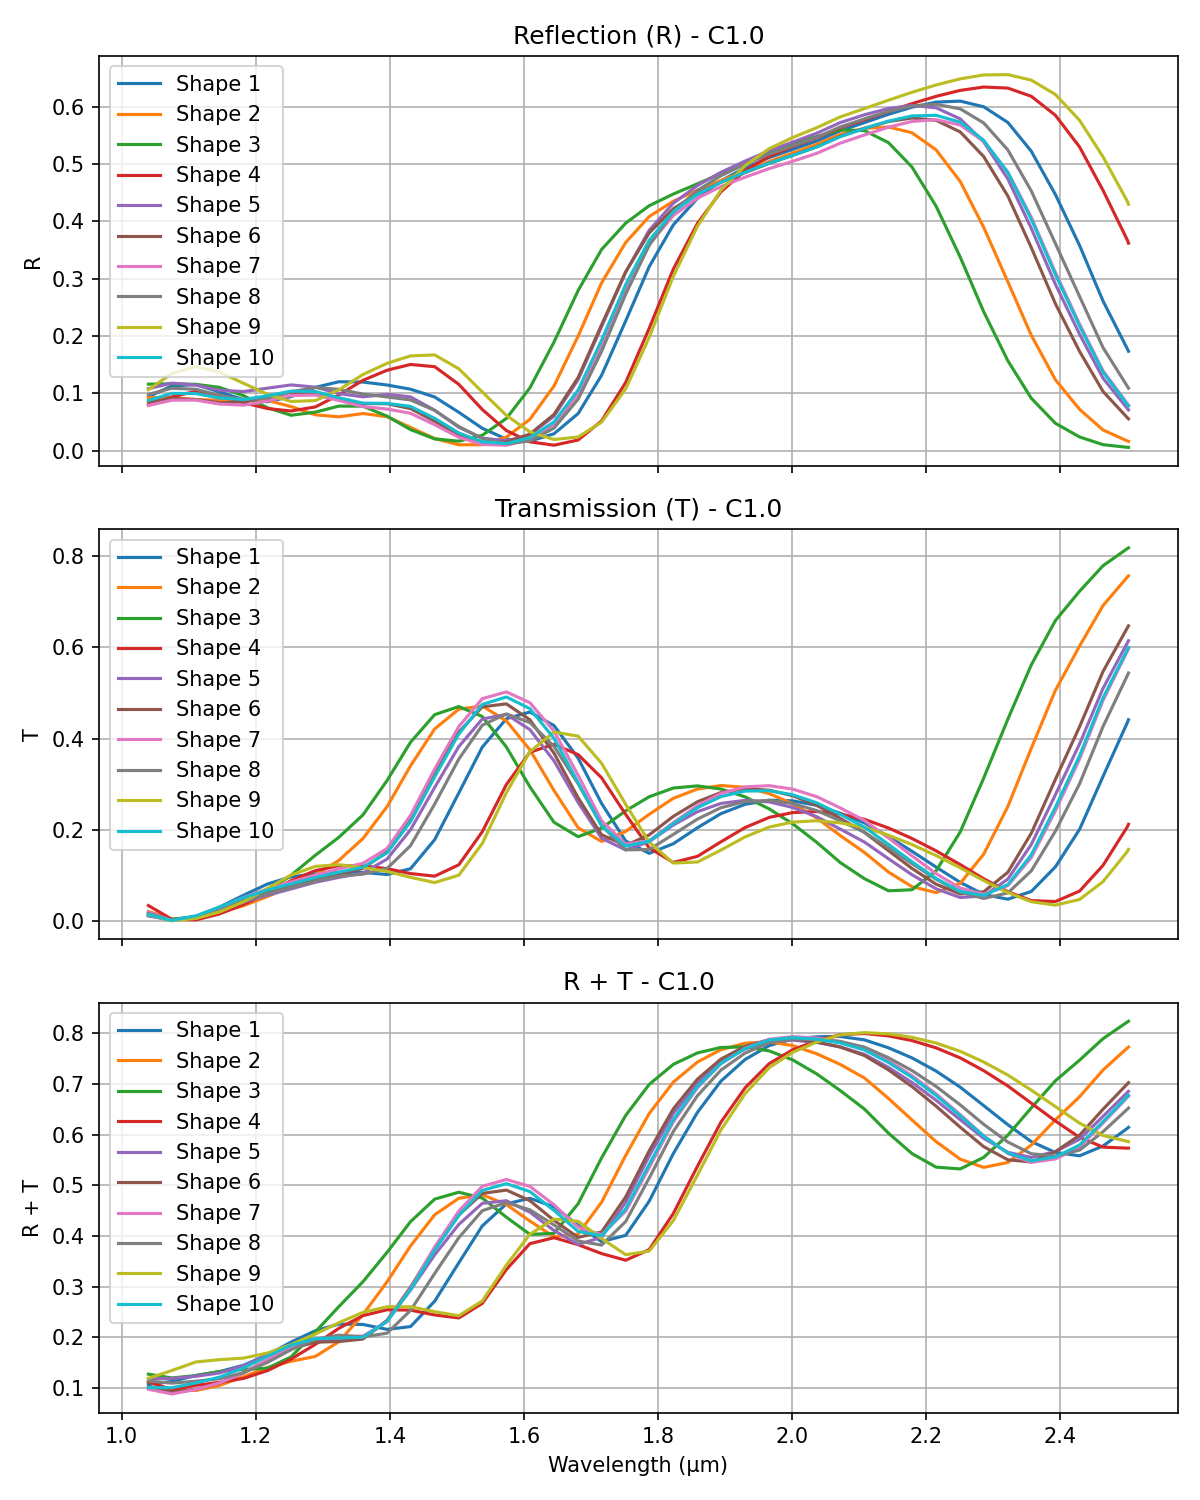 Reflection (R) - C1.0
R
0.6
0.5
0.4
0.3
0.2
0.1
0.0
Shape 1
Shape 2
Shape 3
Shape 4
Shape 5
Shape 6
Shape 7
Shape 8
Shape 9
Shape 10
Transmission (T) - C1.0
T
0.8
0.6
0.4
0.2
0.0
Shape 1
Shape 2
Shape 3
Shape 4
Shape 5
Shape 6
Shape 7
Shape 8
Shape 9
Shape 10
R + T - C1.0
R + T
0.8
0.7
0.6
0.5
0.4
0.3
0.2
0.1
Shape 1
Shape 2
Shape 3
Shape 4
Shape 5
Shape 6
Shape 7
Shape 8
Shape 9
Shape 10
1.0 1.2 1.4 1.6 1.8 2.0 2.2 2.4
Wavelength (μm)